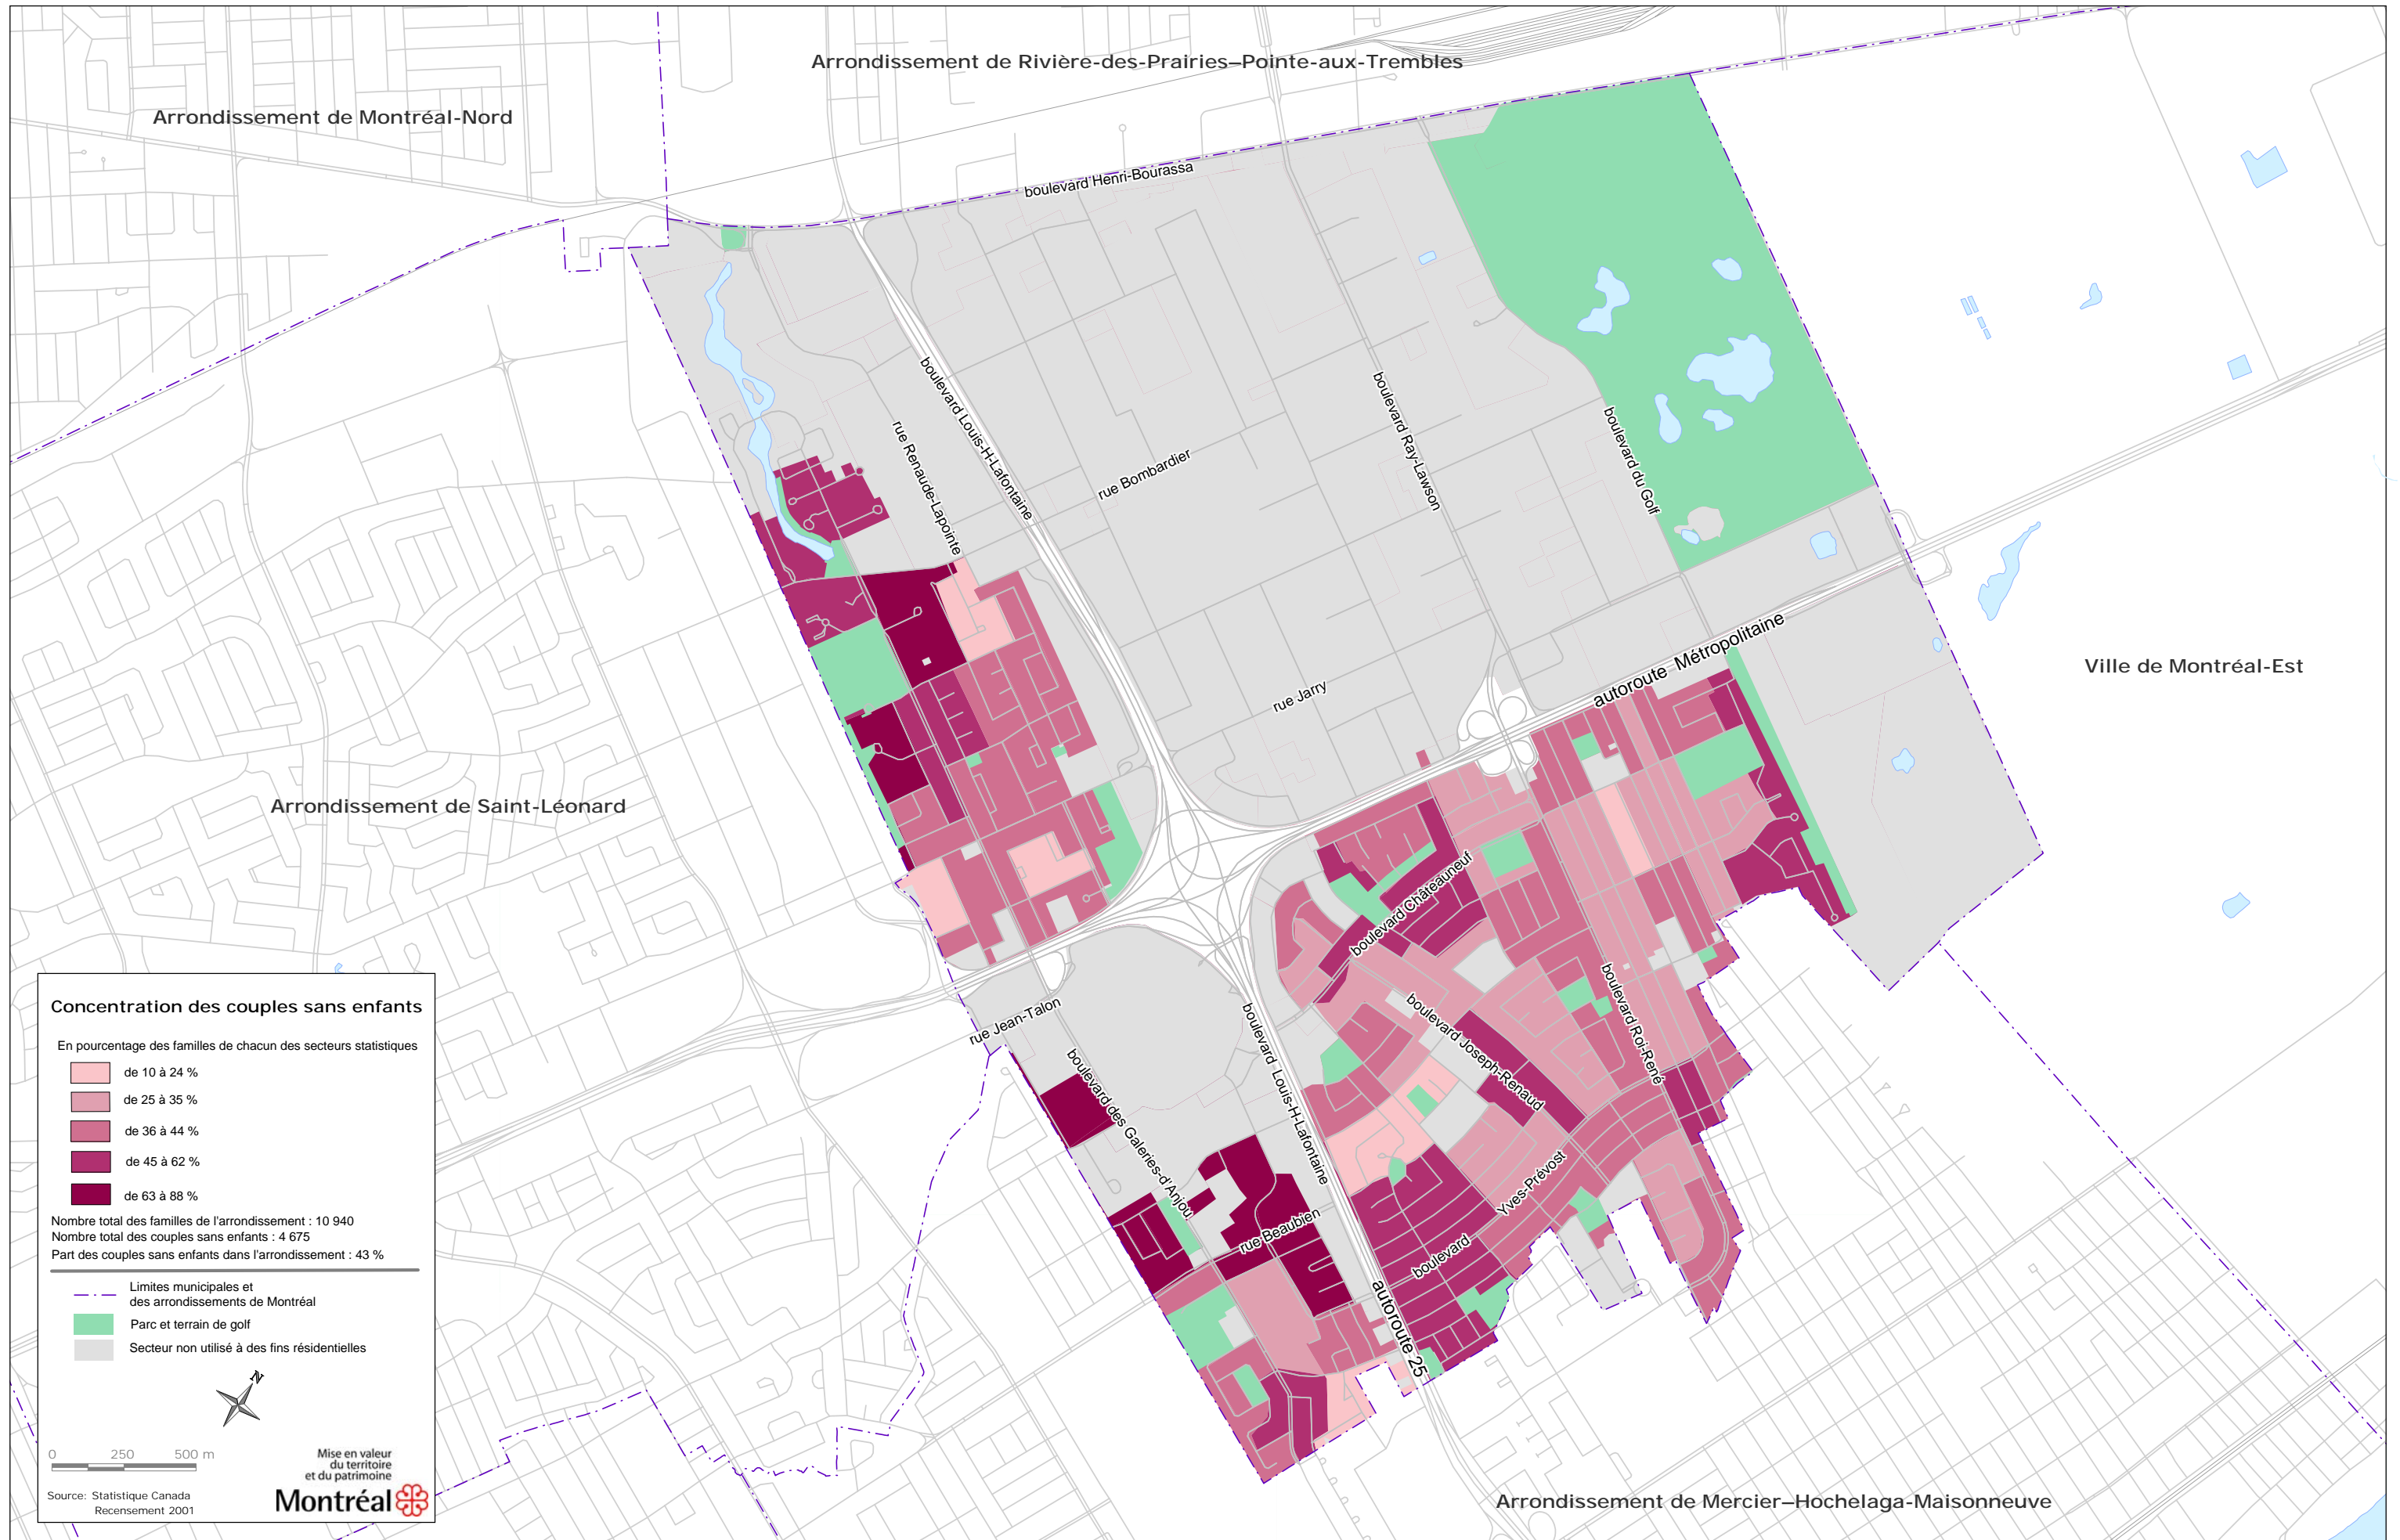 Arrondissement de Rivière-des-Prairies–Pointe-aux-Trembles
Arrondissement de Montréal-Nord
boulevard Henri-Bourassa
boulevard Louis-H-Lafontaine
rue Renaude-Lapointe
rue Bombardier
boulevard Ray-Lawson
boulevard du Golf
autoroute Métropolitaine
rue Jarry
Ville de Montréal-Est
Arrondissement de Saint-Léonard
boulevard Châteauneuf
boulevard Joseph-Renaud
boulevard Roi-René
rue Jean-Talon
boulevard des Galeries-d'Anjou
boulevard Louis-H-Lafontaine
rue Beaubien
boulevard Yves-Prévost
autoroute 25
Arrondissement de Mercier–Hochelaga-Maisonneuve
Concentration des couples sans enfants
En pourcentage des familles de chacun des secteurs statistiques
de 10 à 24 %
de 25 à 35 %
de 36 à 44 %
de 45 à 62 %
de 63 à 88 %
Nombre total des familles de l'arrondissement : 10 940
Nombre total des couples sans enfants : 4 675
Part des couples sans enfants dans l'arrondissement : 43 %
Limites municipales et
des arrondissements de Montréal
Parc et terrain de golf
Secteur non utilisé à des fins résidentielles
N
0 250 500 m
Mise en valeur
du territoire
et du patrimoine
Montréal
Source: Statistique Canada
Recensement 2001